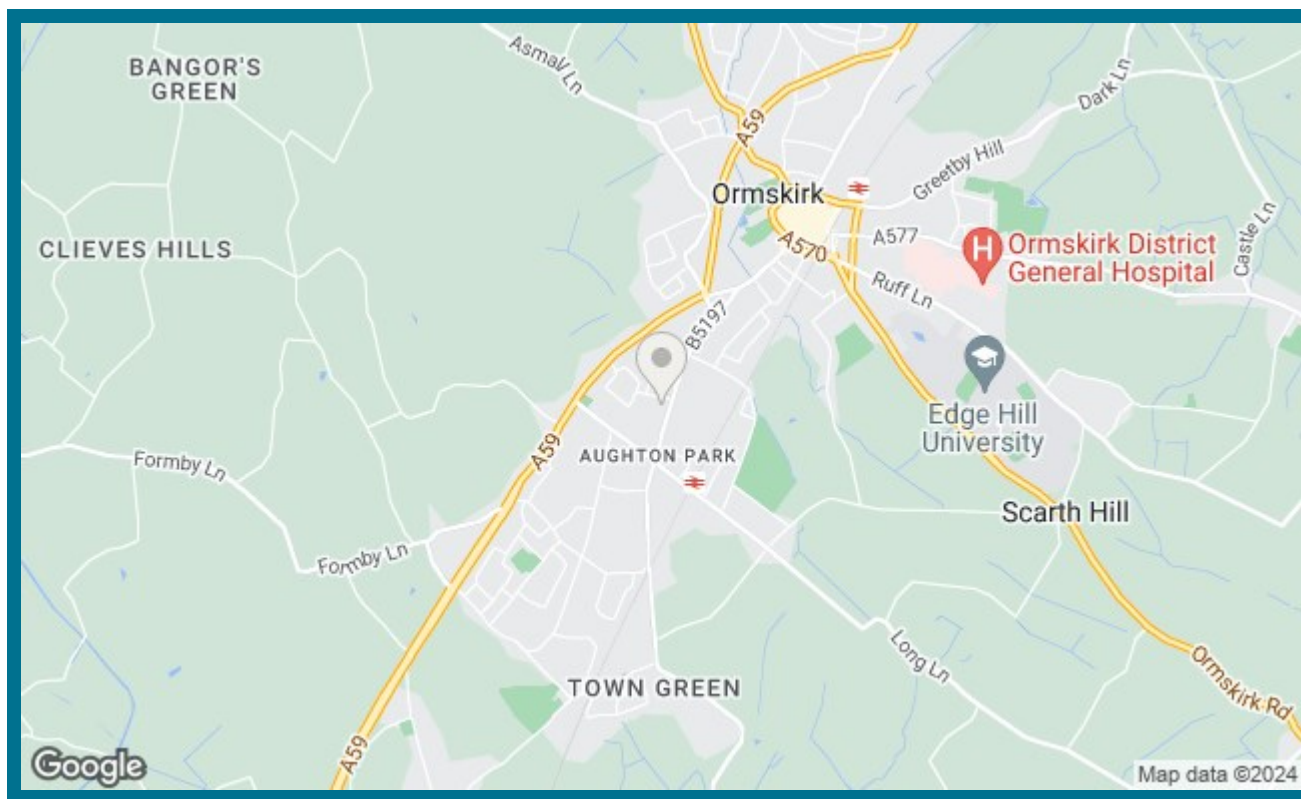 BANGOR'S
GREEN
Asmall Ln
Dark Ln
A59
Greetby Hill
Ormskirk
A577
Castle Ln
CLIEVES HILLS
A570
H
Ormskirk District
General Hospital
Ruff Ln
B5197
Edge Hill
University
AUGHTON PARK
A59
Formby Ln
Scarth Hill
Formby Ln
Long Ln
Ormskirk Rd
TOWN GREEN
A59
Google
Map data ©2024